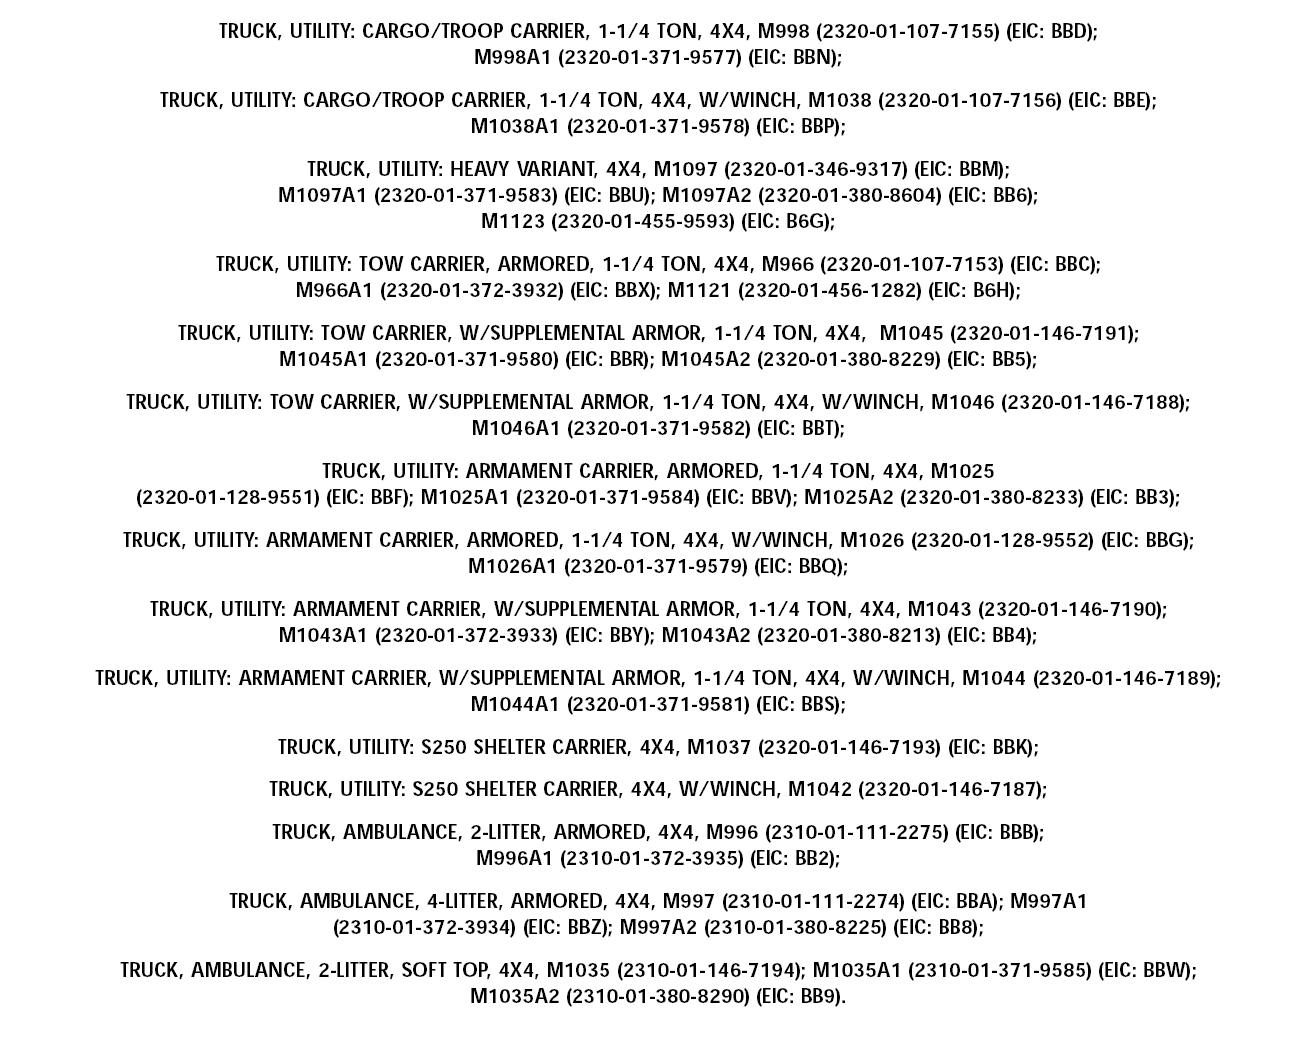 TRUCK, UTILITY: CARGO/TROOP CARRIER, 1-1/4 TON, 4X4, M998 (2320-01-107-7155) (EIC: BBD);
M998A1 (2320-01-371-9577) (EIC: BBN);
TRUCK, UTILITY: CARGO/TROOP CARRIER, 1-1/4 TON, 4X4, W/WINCH, M1038 (2320-01-107-7156) (EIC: BBE);
M1038A1 (2320-01-371-9578) (EIC: BBP);
TRUCK, UTILITY: HEAVY VARIANT, 4X4, M1097 (2320-01-346-9317) (EIC: BBM);
M1097A1 (2320-01-371-9583) (EIC: BBU); M1097A2 (2320-01-380-8604) (EIC: BB6);
M1123 (2320-01-455-9593) (EIC: B6G);
TRUCK, UTILITY: TOW CARRIER, ARMORED, 1-1/4 TON, 4X4, M966 (2320-01-107-7153) (EIC: BBC);
M966A1 (2320-01-372-3932) (EIC: BBX); M1121 (2320-01-456-1282) (EIC: B6H);
TRUCK, UTILITY: TOW CARRIER, W/SUPPLEMENTAL ARMOR, 1-1/4 TON, 4X4, M1045 (2320-01-146-7191);
M1045A1 (2320-01-371-9580) (EIC: BBR); M1045A2 (2320-01-380-8229) (EIC: BB5);
TRUCK, UTILITY: TOW CARRIER, W/SUPPLEMENTAL ARMOR, 1-1/4 TON, 4X4, W/WINCH, M1046 (2320-01-146-7188);
M1046A1 (2320-01-371-9582) (EIC: BBT);
TRUCK, UTILITY: ARMAMENT CARRIER, ARMORED, 1-1/4 TON, 4X4, M1025
(2320-01-128-9551) (EIC: BBF); M1025A1 (2320-01-371-9584) (EIC: BBV); M1025A2 (2320-01-380-8233) (EIC: BB3);
TRUCK, UTILITY: ARMAMENT CARRIER, ARMORED, 1-1/4 TON, 4X4, W/WINCH, M1026 (2320-01-128-9552) (EIC: BBG);
M1026A1 (2320-01-371-9579) (EIC: BBQ);
TRUCK, UTILITY: ARMAMENT CARRIER, W/SUPPLEMENTAL ARMOR, 1-1/4 TON, 4X4, M1043 (2320-01-146-7190);
M1043A1 (2320-01-372-3933) (EIC: BBY); M1043A2 (2320-01-380-8213) (EIC: BB4);
TRUCK, UTILITY: ARMAMENT CARRIER, W/SUPPLEMENTAL ARMOR, 1-1/4 TON, 4X4, W/WINCH, M1044 (2320-01-146-7189);
M1044A1 (2320-01-371-9581) (EIC: BBS);
TRUCK, UTILITY: S250 SHELTER CARRIER, 4X4, M1037 (2320-01-146-7193) (EIC: BBK);
TRUCK, UTILITY: S250 SHELTER CARRIER, 4X4, W/WINCH, M1042 (2320-01-146-7187);
TRUCK, AMBULANCE, 2-LITTER, ARMORED, 4X4, M996 (2310-01-111-2275) (EIC: BBB);
M996A1 (2310-01-372-3935) (EIC: BB2);
TRUCK, AMBULANCE, 4-LITTER, ARMORED, 4X4, M997 (2310-01-111-2274) (EIC: BBA); M997A1
(2310-01-372-3934) (EIC: BBZ); M997A2 (2310-01-380-8225) (EIC: BB8);
TRUCK, AMBULANCE, 2-LITTER, SOFT TOP, 4X4, M1035 (2310-01-146-7194); M1035A1 (2310-01-371-9585) (EIC: BBW);
M1035A2 (2310-01-380-8290) (EIC: BB9).